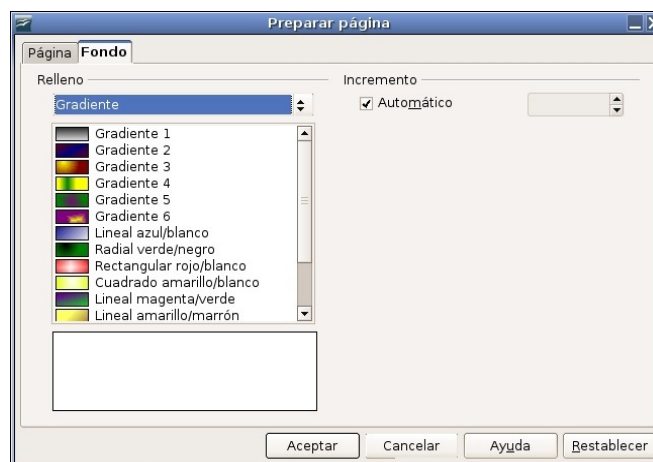 Preparar página
Página Fondo
Relleno
Incremento
Gradiente
Automático
Gradiente 1
Gradiente 2
Gradiente 3
Gradiente 4
Gradiente 5
Gradiente 6
Lineal azul/blanco
Radial verde/negro
Rectangular rojo/blanco
Cuadrado amarillo/blanco
Lineal magenta/verde
Lineal amarillo/marrón
Aceptar Cancelar Ayuda Restablecer